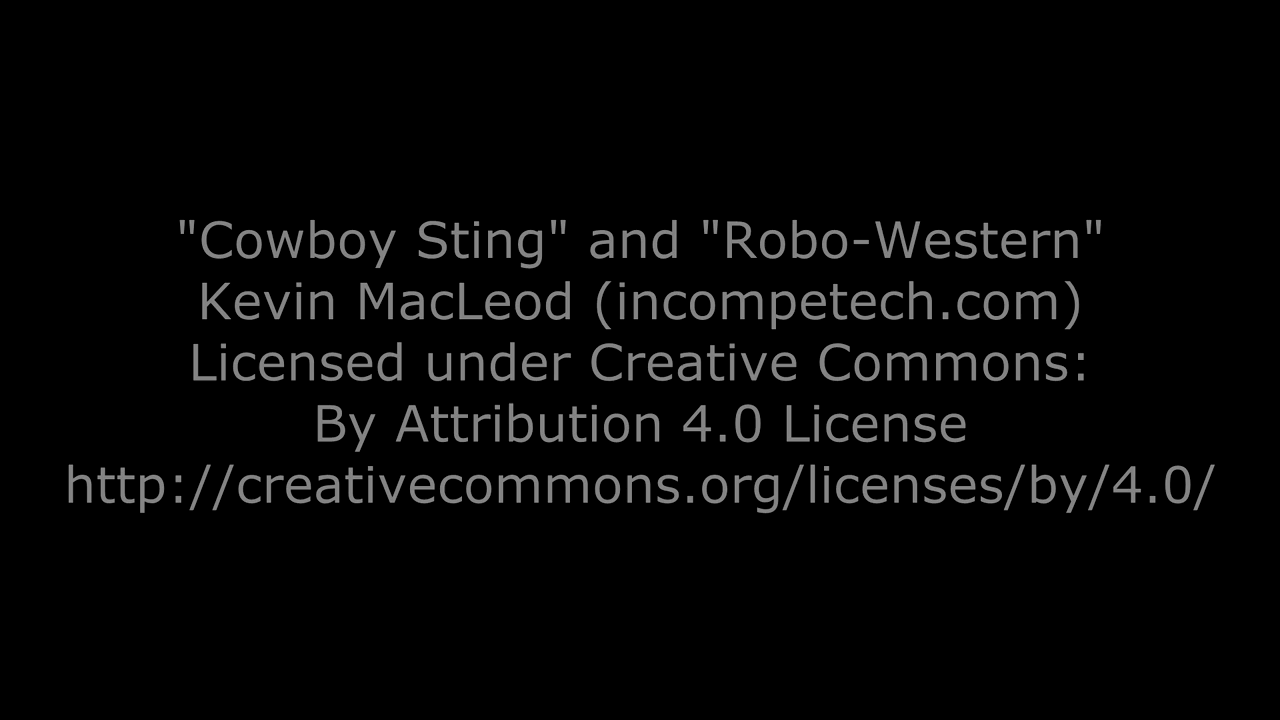 "Cowboy Sting" and "Robo-Western"
Kevin MacLeod (incompetech.com)
Licensed under Creative Commons:
By Attribution 4.0 License
http://creativecommons.org/licenses/by/4.0/